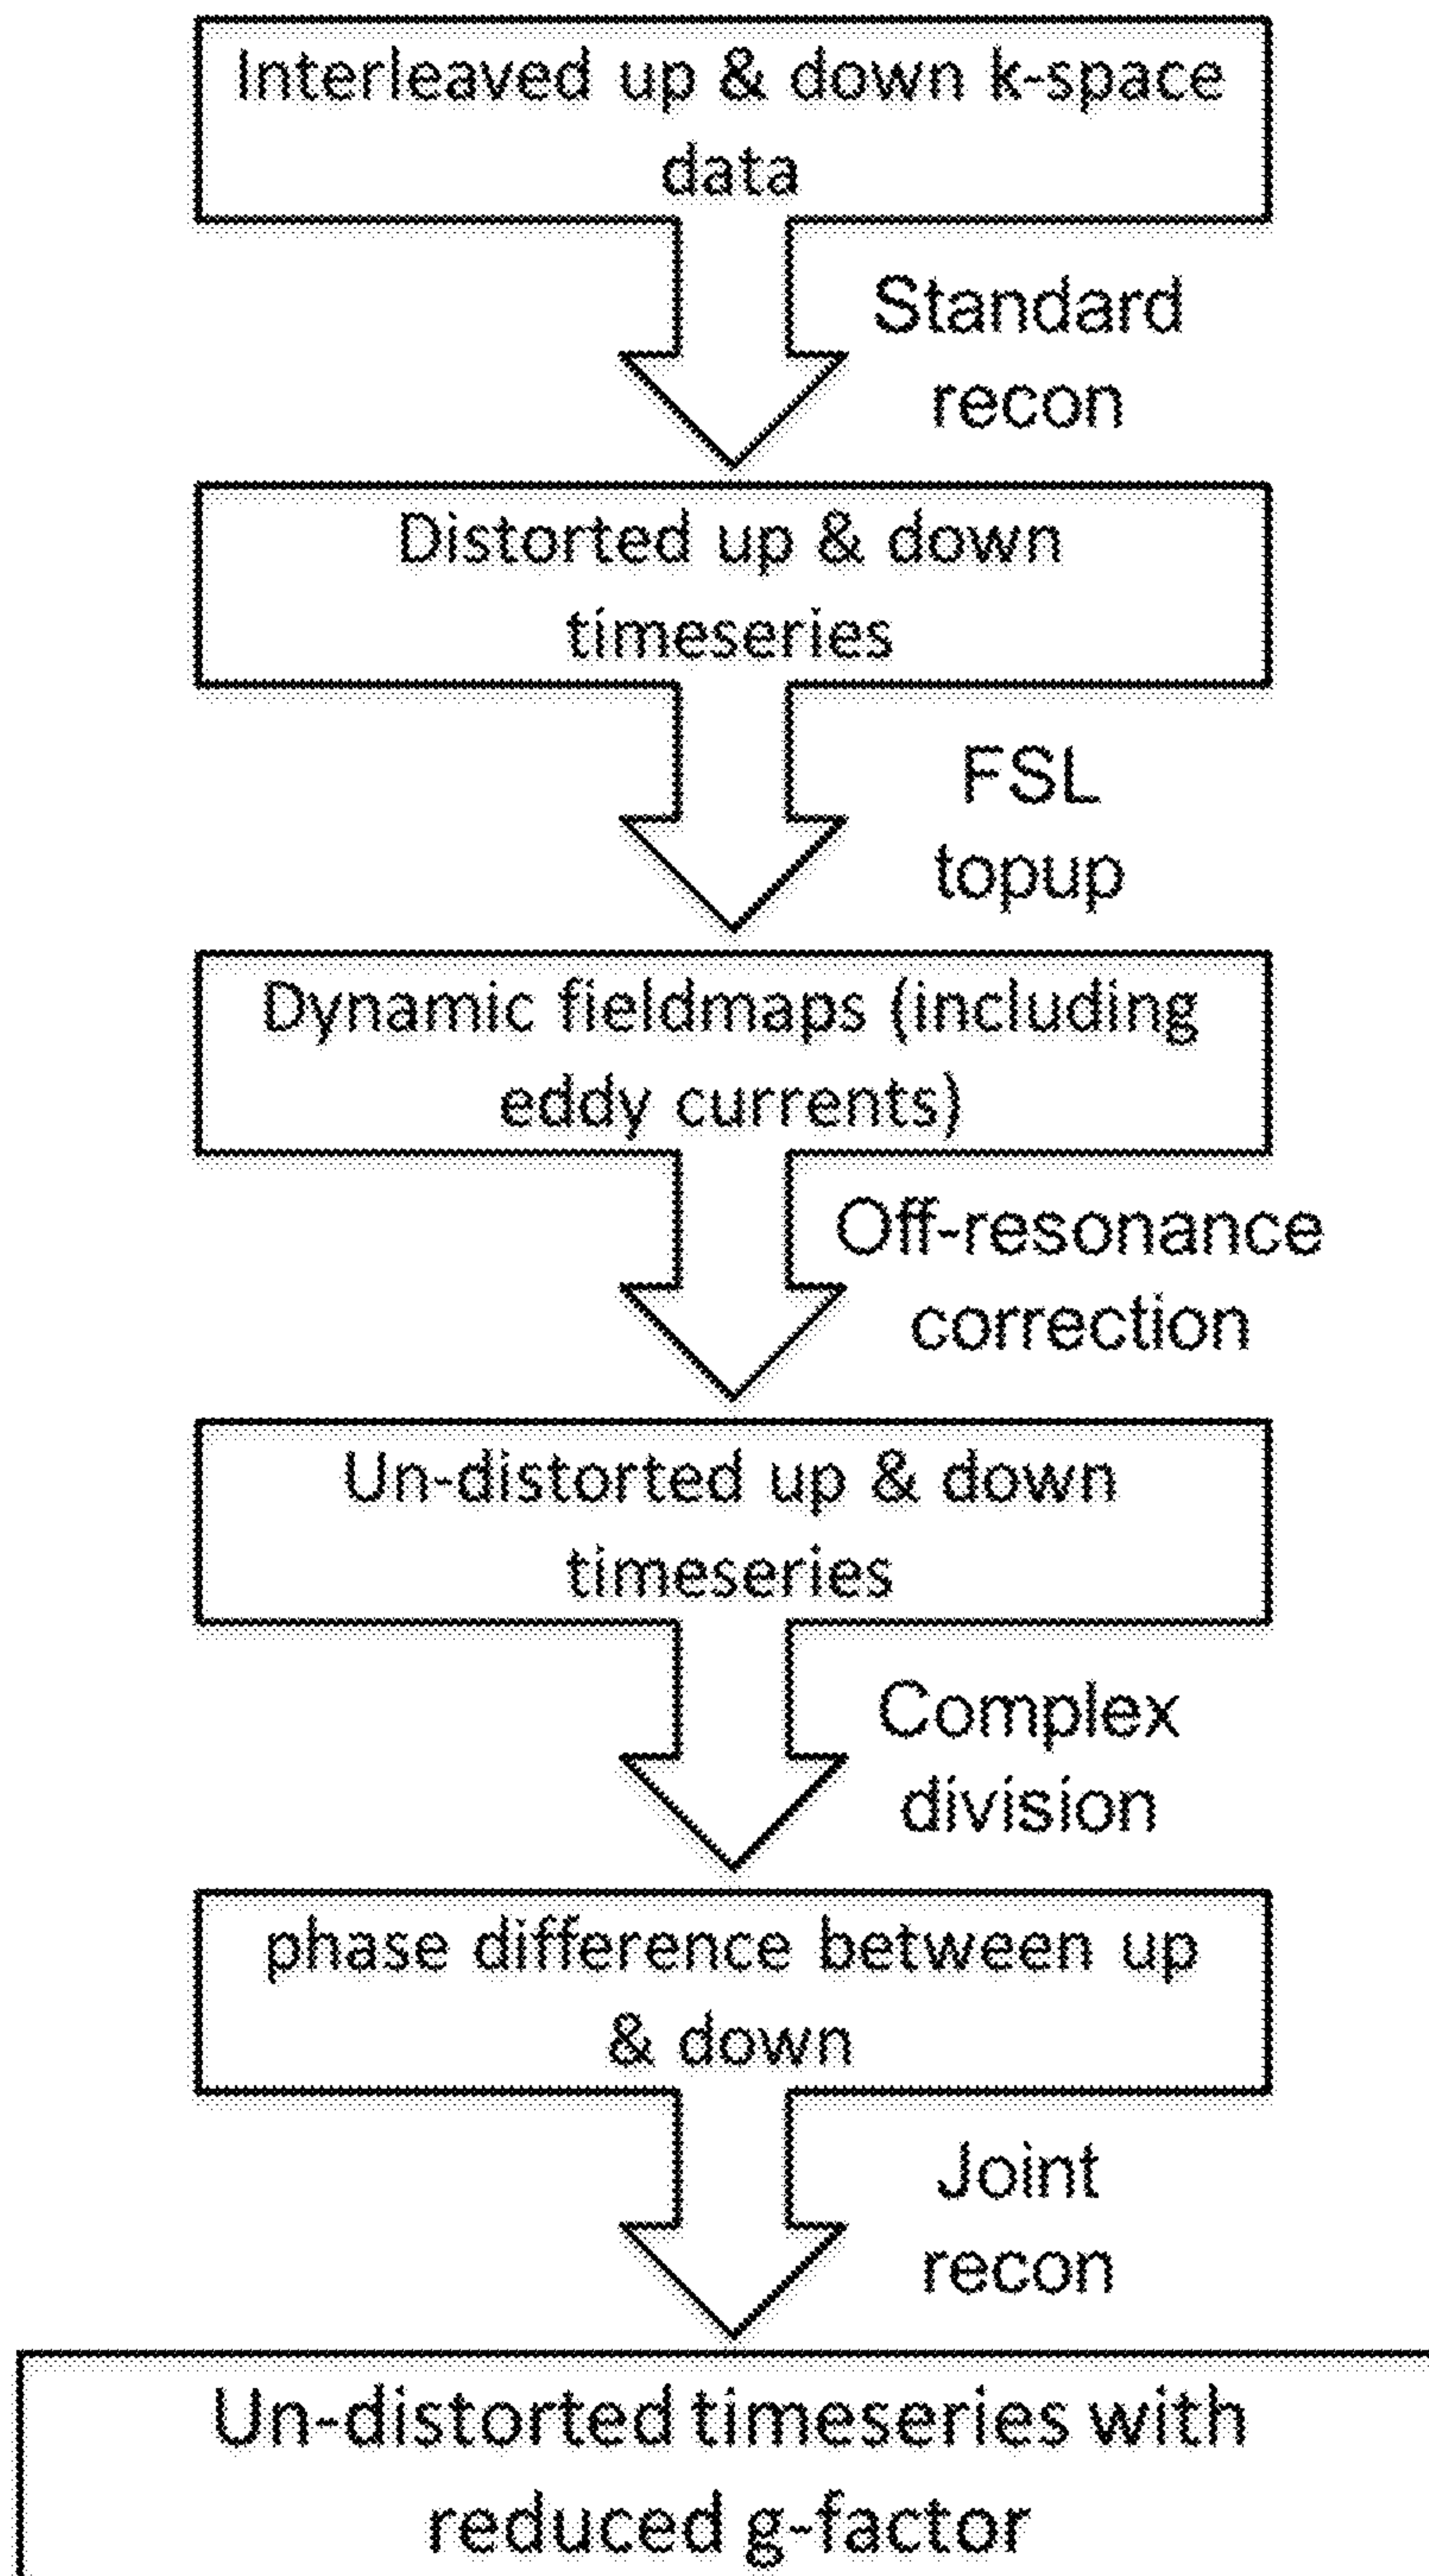 Interleaved up & down k-space
data
Standard
recon
Distorted up & down
timeseries
FSL
topup
Dynamic fieldmaps (including
eddy currents)
Off-resonance
correction
Un-distorted up & down
timeseries
Complex
division
phase difference between up
& down
Joint
recon
Un-distorted timeseries with
reduced g-factor